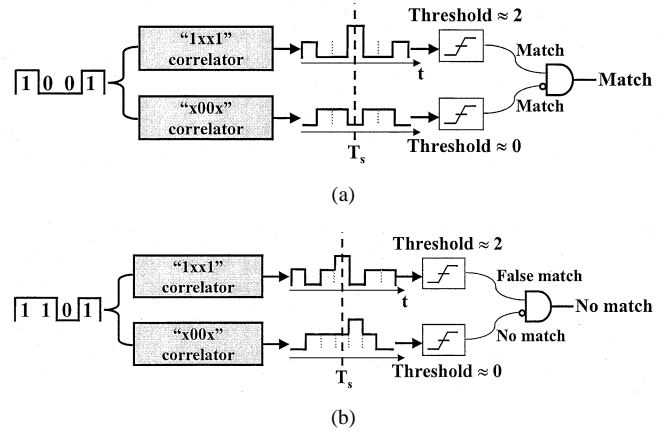 Threshold ≈ 2
"1xx1"
correlator
1 0 0 1
t
Match
Match
Match
"x00x"
correlator
Threshold ≈ 0
Ts
(a)
Threshold ≈ 2
"1xx1"
correlator
False match
t
1 1 0 1
No match
"x00x"
correlator
No match
Threshold ≈ 0
Ts
(b)